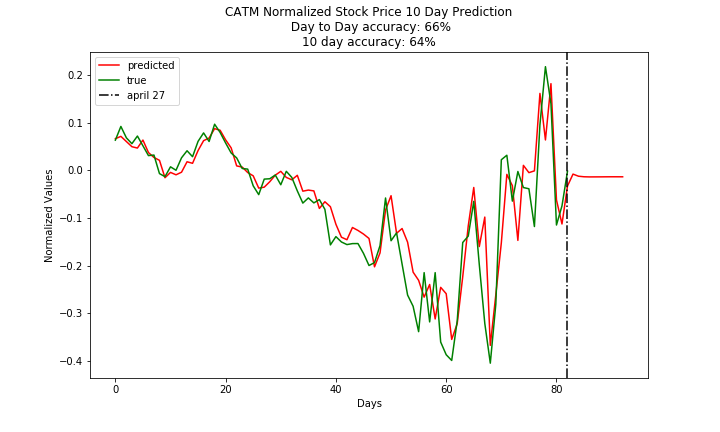 CATM Normalized Stock Price 10 Day Prediction
Day to Day accuracy: 66%
10 day accuracy: 64%
predicted
true
april 27
0.2
0.1
0.0
−0.1
−0.2
−0.3
−0.4
Normalized Values
0 20 40 60 80
Days